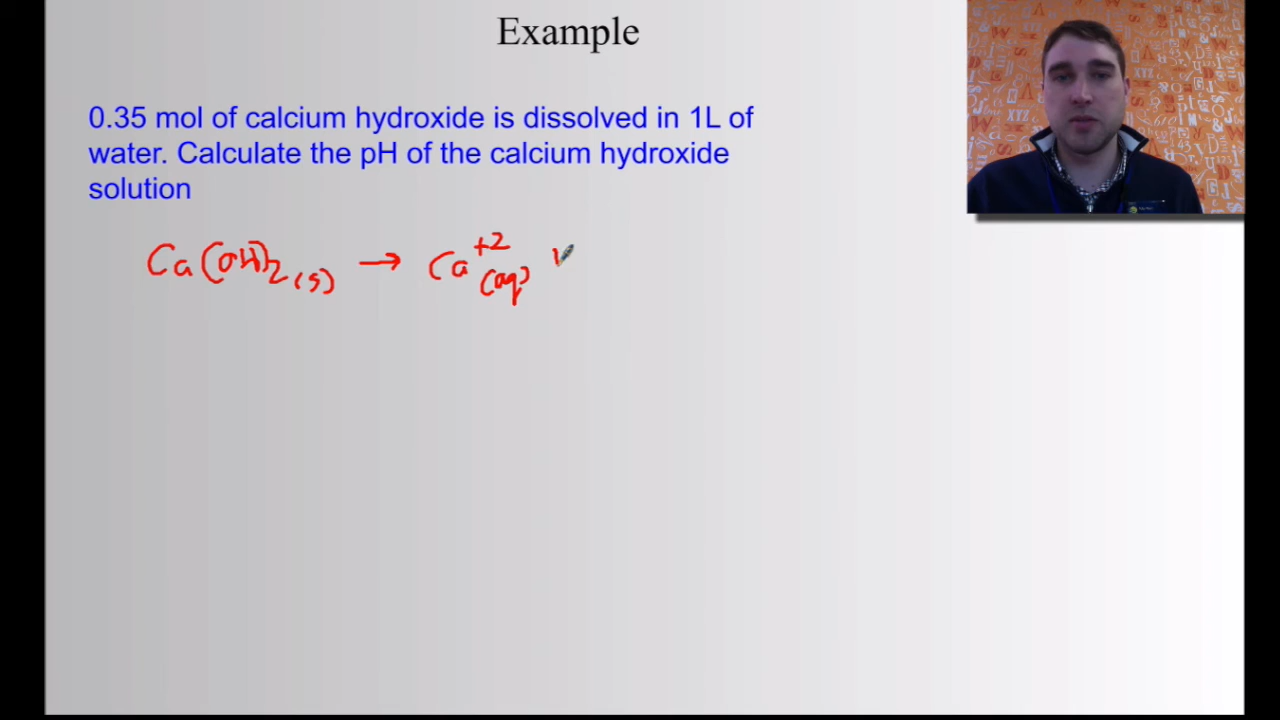 Example
0.35 mol of calcium hydroxide is dissolved in 1L of
water. Calculate the pH of the calcium hydroxide
solution
Ca(OH)₂(s) → Ca⁺²(aq)